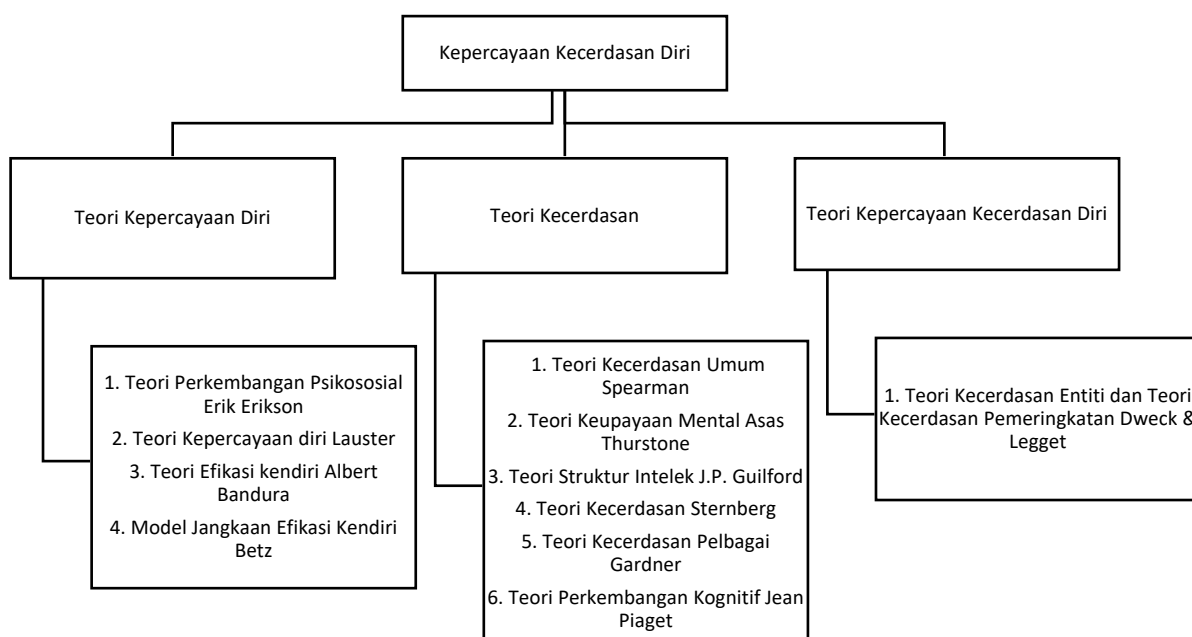 Kepercayaan Kecerdasan Diri
Teori Kepercayaan Diri
Teori Kecerdasan
Teori Kepercayaan Kecerdasan Diri
1. Teori Perkembangan Psikososial
Erik Erikson
2. Teori Kepercayaan diri Lauster
3. Teori Efikasi kendiri Albert
Bandura
4. Model Jangkaan Efikasi Kendiri
Betz
1. Teori Kecerdasan Umum
Spearman
2. Teori Keupayaan Mental Asas
Thurstone
3. Teori Struktur Intelek J.P. Guilford
4. Teori Kecerdasan Sternberg
5. Teori Kecerdasan Pelbagai
Gardner
6. Teori Perkembangan Kognitif Jean
Piaget
1. Teori Kecerdasan Entiti dan Teori
Kecerdasan Pemeringkatan Dweck &
Legget